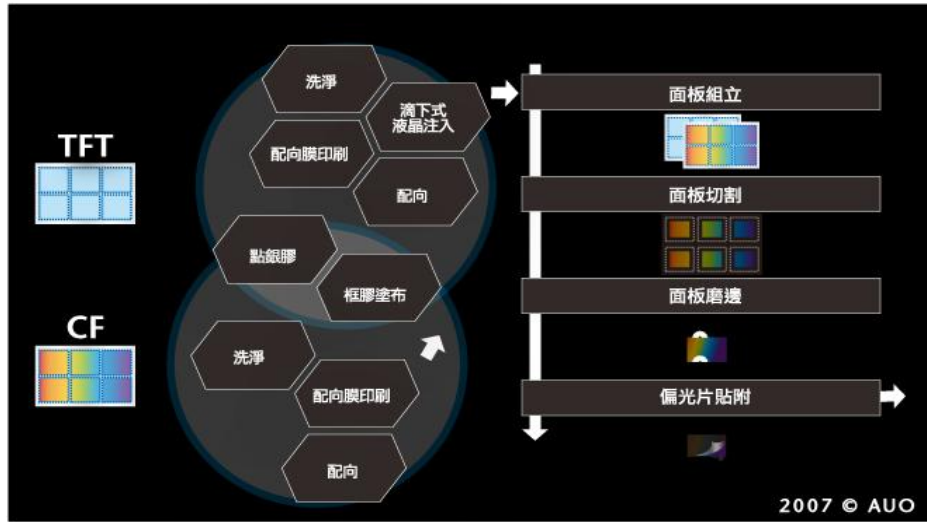 TFT
洗淨
滴下式
液晶注入
配向膜印刷
配向
點銀膠
框膠塗布
CF
洗淨
配向膜印刷
配向
面板組立
面板切割
面板磨邊
偏光片貼附
2007 © AUO